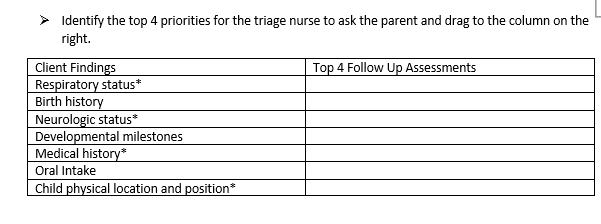 ➢ Identify the top 4 priorities for the triage nurse to ask the parent and drag to the column on the
right.
Client Findings Top 4 Follow Up Assessments
Respiratory status*
Birth history
Neurologic status*
Developmental milestones
Medical history*
Oral Intake
Child physical location and position*